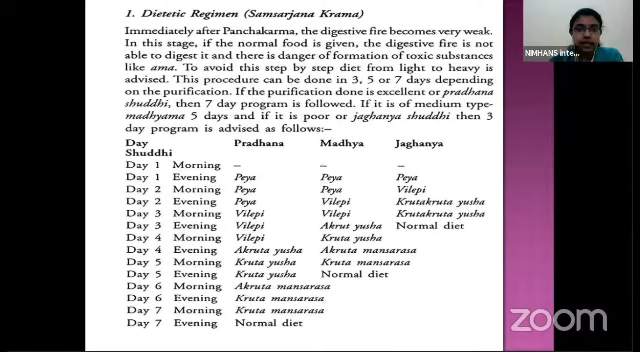 1. Dietetic Regimen (Samsarjana Krama)
Immediately after Panchakarma, the digestive fire becomes very weak.
In this stage, if the normal food is given, the digestive fire is not
able to digest it and there is danger of formation of toxic substances
like ama. To avoid this step by step diet from light to heavy is
advised. This procedure can be done in 3, 5 or 7 days depending
on the purification. If the purification done is excellent or pradhana
shuddhi, then 7 day program is followed. If it is of medium type-
madhyama 5 days and if it is poor or jaghanya shuddhi then 3
day program is advised as follows:–
Day Pradhana Madhya Jaghanya
Shuddhi
Day 1 Morning – – –
Day 1 Evening Peya Peya Peya
Day 2 Morning Peya Peya Vilepi
Day 2 Evening Peya Vilepi Krutakruta yusha
Day 3 Morning Vilepi Vilepi Krutakruta yusha
Day 3 Evening Vilepi Akrut yusha Normal diet
Day 4 Morning Vilepi Kruta yusha
Day 4 Evening Akruta yusha Akruta mansarasa
Day 5 Morning Kruta yusha Kruta mansarasa
Day 5 Evening Kruta yusha Normal diet
Day 6 Morning Akruta mansarasa
Day 6 Evening Kruta mansarasa
Day 7 Morning Kruta mansarasa
Day 7 Evening Normal diet
NIMHANS inte...
zoom